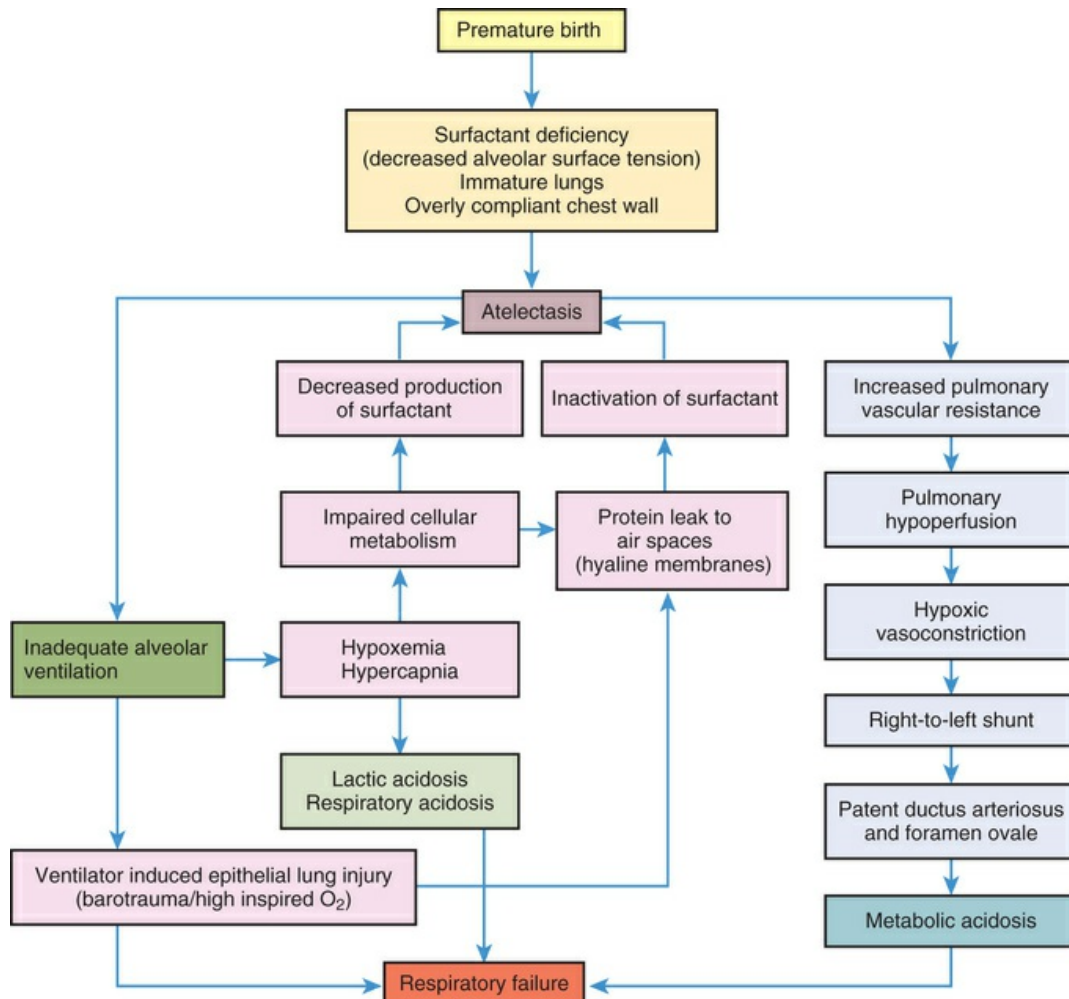 Premature birth
Surfactant deficiency
(decreased alveolar surface tension)
Immature lungs
Overly compliant chest wall
Atelectasis
Decreased production
of surfactant
Inactivation of surfactant
Increased pulmonary
vascular resistance
Impaired cellular
metabolism
Protein leak to
air spaces
(hyaline membranes)
Pulmonary
hypoperfusion
Inadequate alveolar
ventilation
Hypoxemia
Hypercapnia
Hypoxic
vasoconstriction
Right-to-left shunt
Lactic acidosis
Respiratory acidosis
Patent ductus arteriosus
and foramen ovale
Ventilator induced epithelial lung injury
(barotrauma/high inspired O₂)
Metabolic acidosis
Respiratory failure